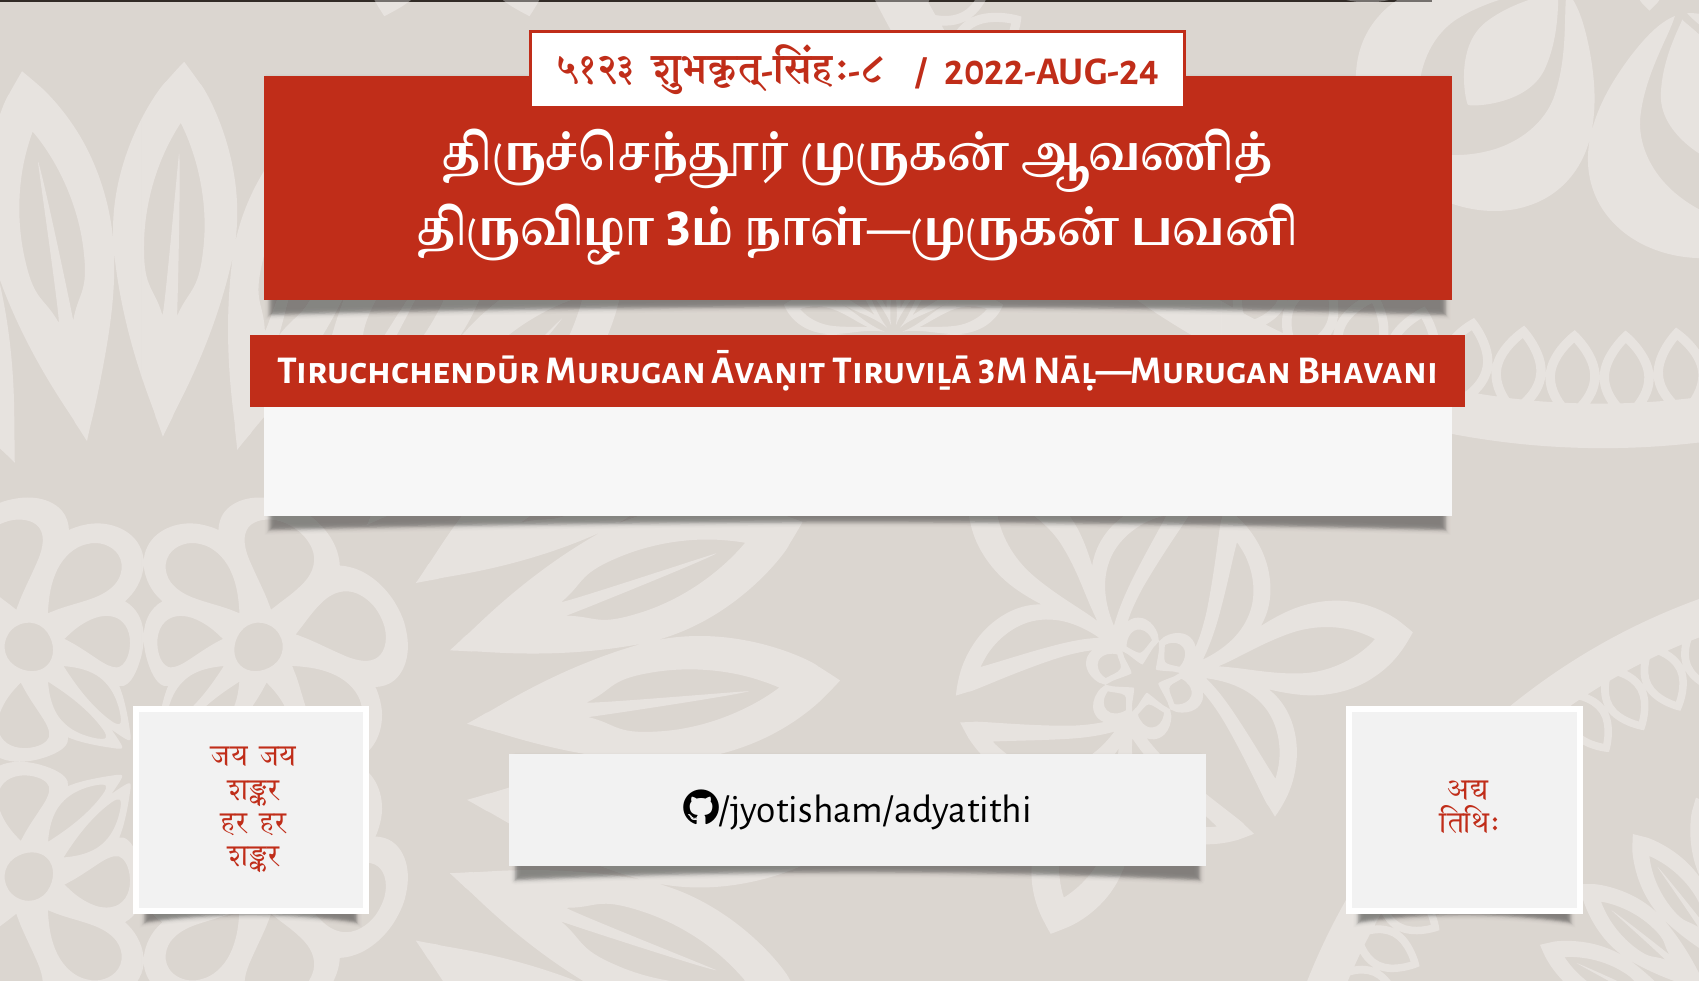 ५१२३ शुभकृत्-सिंहः-८ / 2022-AUG-24
திருச்செந்தூர் முருகன் ஆவணித்
திருவிழா 3ம் நாள்—முருகன் பவனி
Tiruchchendūr Murugan Āvaṇit Tiruviḻā 3M Nāḷ—Murugan Bhavani
जय जय
शङ्कर
हर हर
शङ्कर
/jyotisham/adyatithi
अद्य
तिथिः